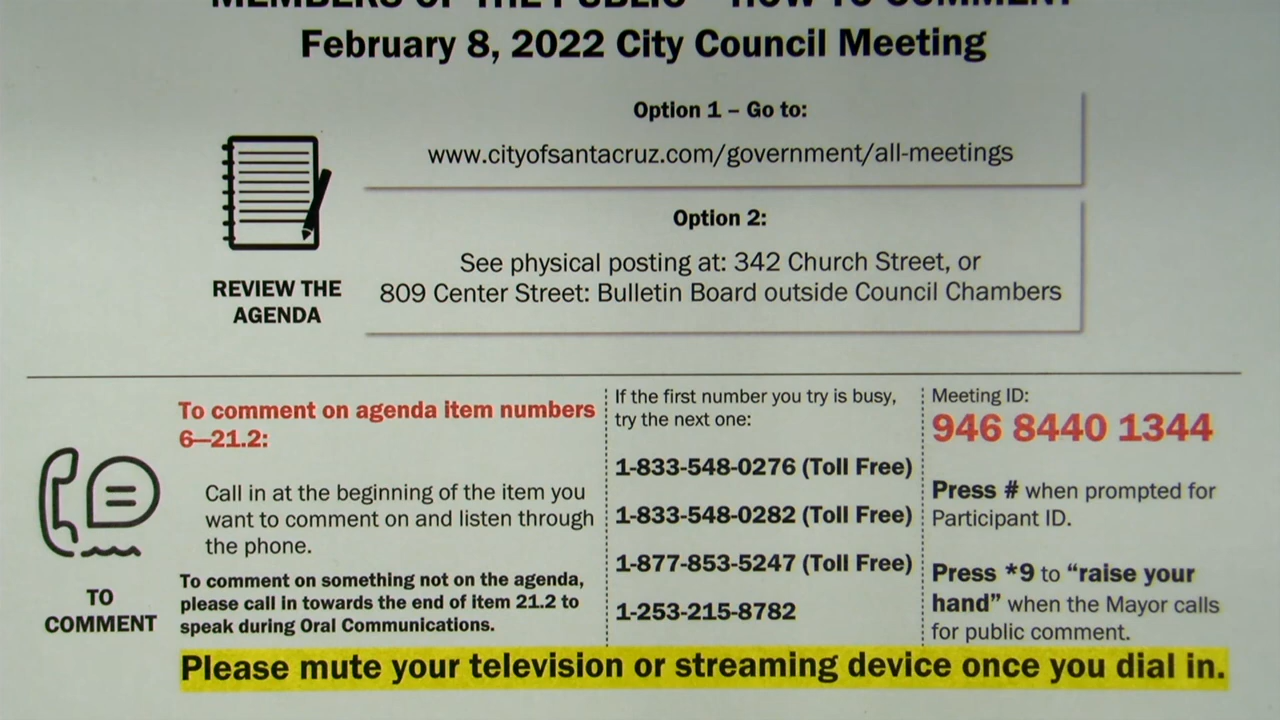 MEMBERS OF THE PUBLIC – HOW TO COMMENT
February 8, 2022 City Council Meeting
Option 1 – Go to:
www.cityofsantacruz.com/government/all-meetings
Option 2:
See physical posting at: 342 Church Street, or
809 Center Street: Bulletin Board outside Council Chambers
REVIEW THE
AGENDA
To comment on agenda item numbers
6—21.2:
Call in at the beginning of the item you
want to comment on and listen through
the phone.
To comment on something not on the agenda,
please call in towards the end of item 21.2 to
speak during Oral Communications.
TO
COMMENT
If the first number you try is busy,
try the next one:
1-833-548-0276 (Toll Free)
1-833-548-0282 (Toll Free)
1-877-853-5247 (Toll Free)
1-253-215-8782
Meeting ID:
946 8440 1344
Press # when prompted for
Participant ID.
Press *9 to “raise your
hand” when the Mayor calls
for public comment.
Please mute your television or streaming device once you dial in.